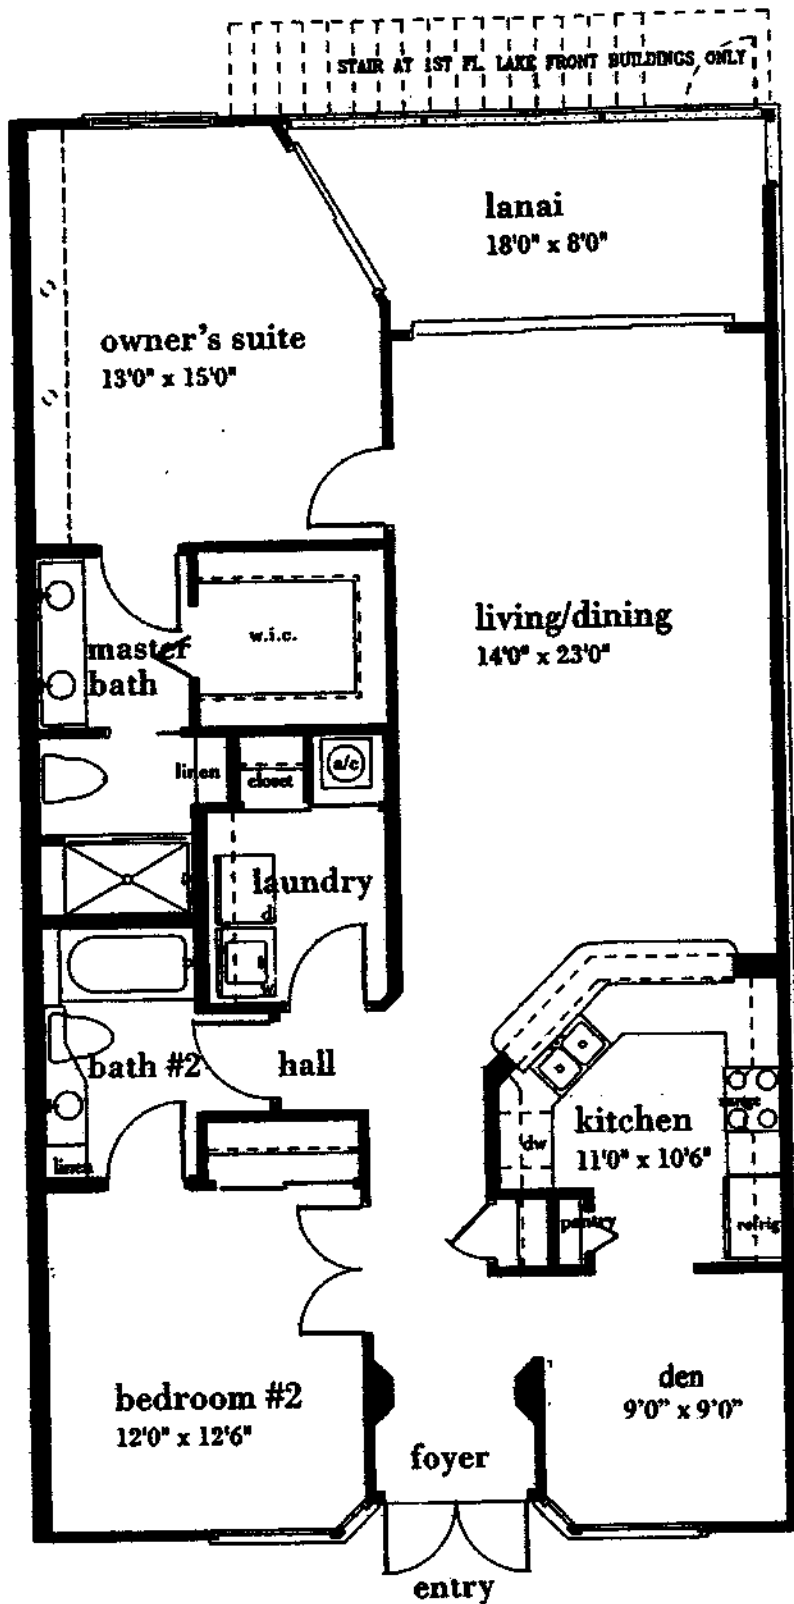 STAIR AT 1ST FL. LAKE FRONT BUILDINGS ONLY
lanai
18'0" x 8'0"
owner's suite
13'0" x 15'0"
living/dining
14'0" x 23'0"
w.i.c.
master
bath
linen
closet
a/c
laundry
d
w
bath #2
hall
linen
kitchen
11'0" x 10'6"
dw
range
pantry
refrig
bedroom #2
12'0" x 12'6"
den
9'0" x 9'0"
foyer
entry